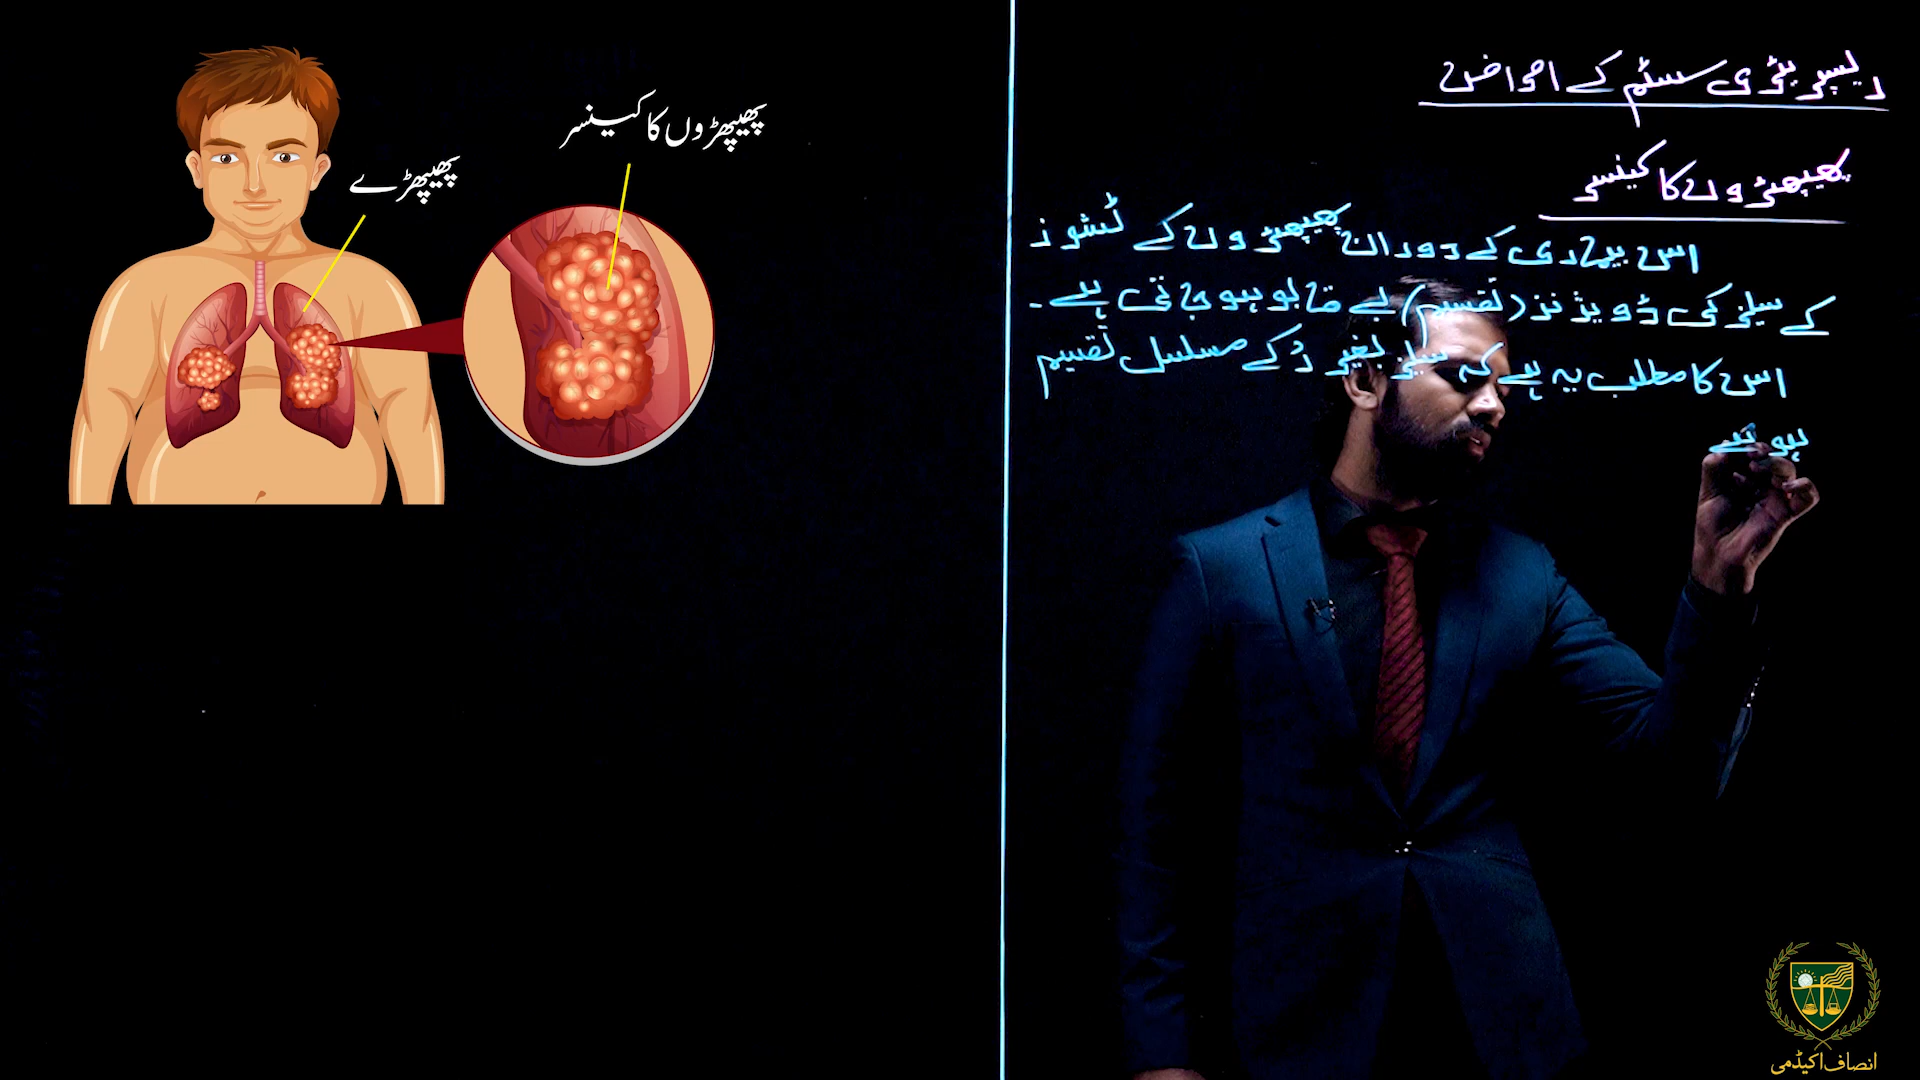 ریسپریٹری سسٹم کے امراض
پھیپھڑوں کا کینسر
اس بیماری کے دوران پھیپھڑوں کے ٹشوز
کے سیلز کی ڈویژنز (تقسیم) بے قابو ہو جاتی ہے۔
اس کا مطلب یہ ہے کہ سیلز بغیر رُکے مسلسل تقسیم
ہوتے
پھیپھڑوں کا کینسر
پھیپھڑے
انصاف اکیڈمی